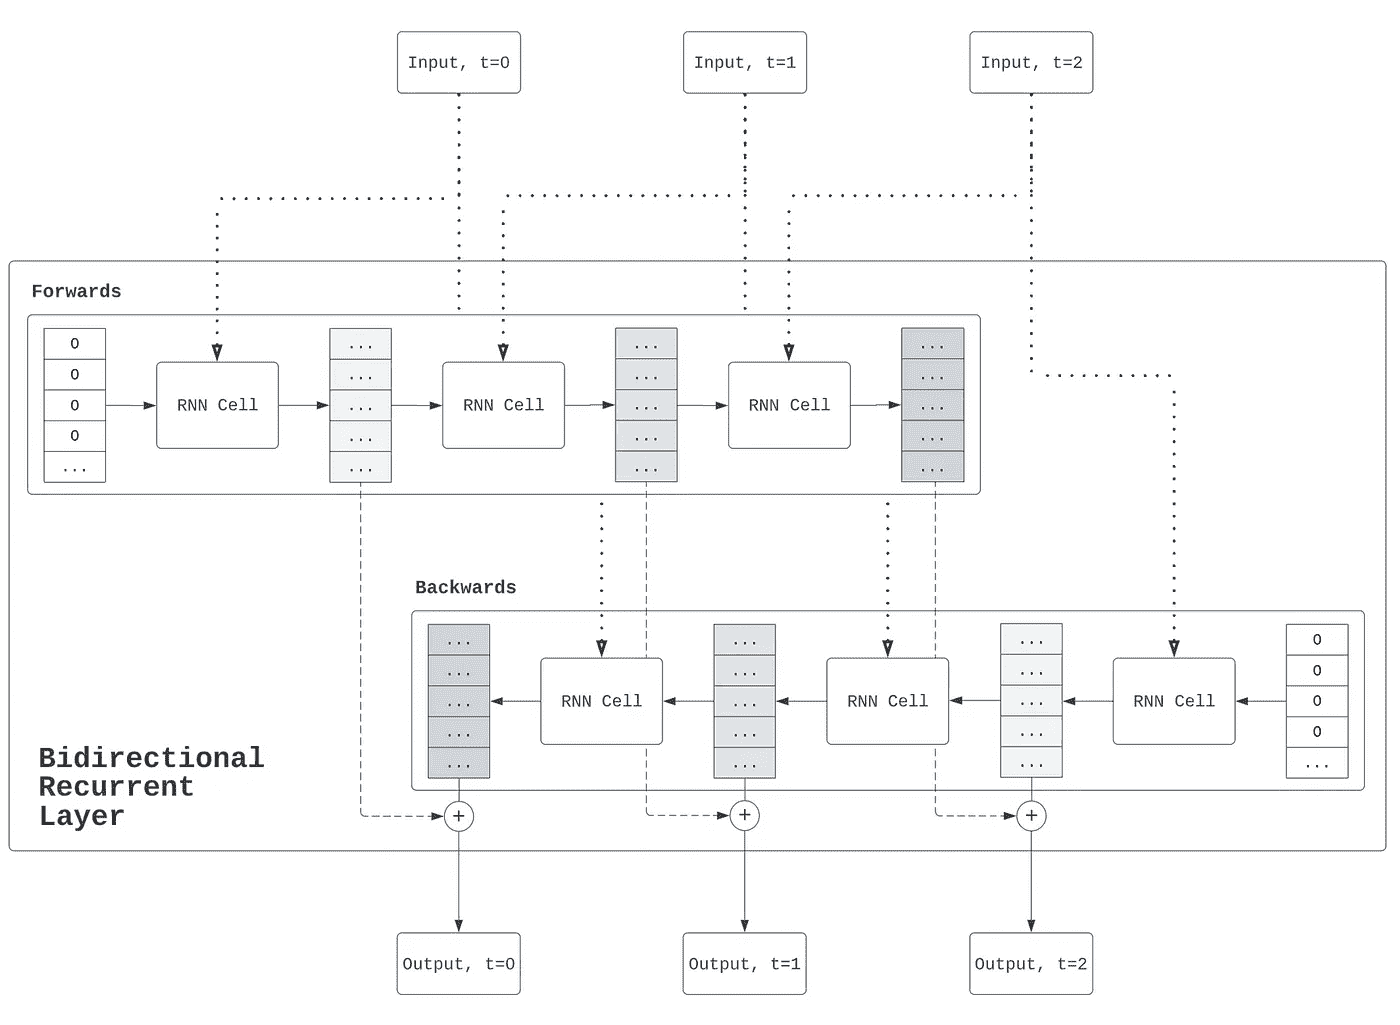 Input, t=0
Input, t=1
Input, t=2
Forwards
0
0
0
0
...
RNN Cell
...
...
...
...
...
RNN Cell
...
...
...
...
...
RNN Cell
...
...
...
...
...
Backwards
...
...
...
...
...
RNN Cell
...
...
...
...
...
RNN Cell
...
...
...
...
...
RNN Cell
0
0
0
0
...
Bidirectional
Recurrent
Layer
+
+
+
Output, t=0
Output, t=1
Output, t=2